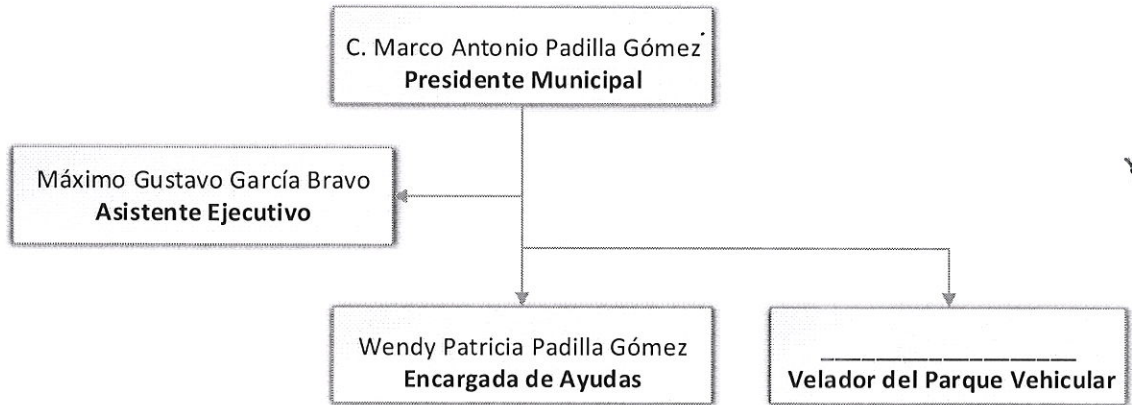 C. Marco Antonio Padilla Gómez
Presidente Municipal
Máximo Gustavo García Bravo
Asistente Ejecutivo
Wendy Patricia Padilla Gómez
Encargada de Ayudas
____________________
Velador del Parque Vehicular